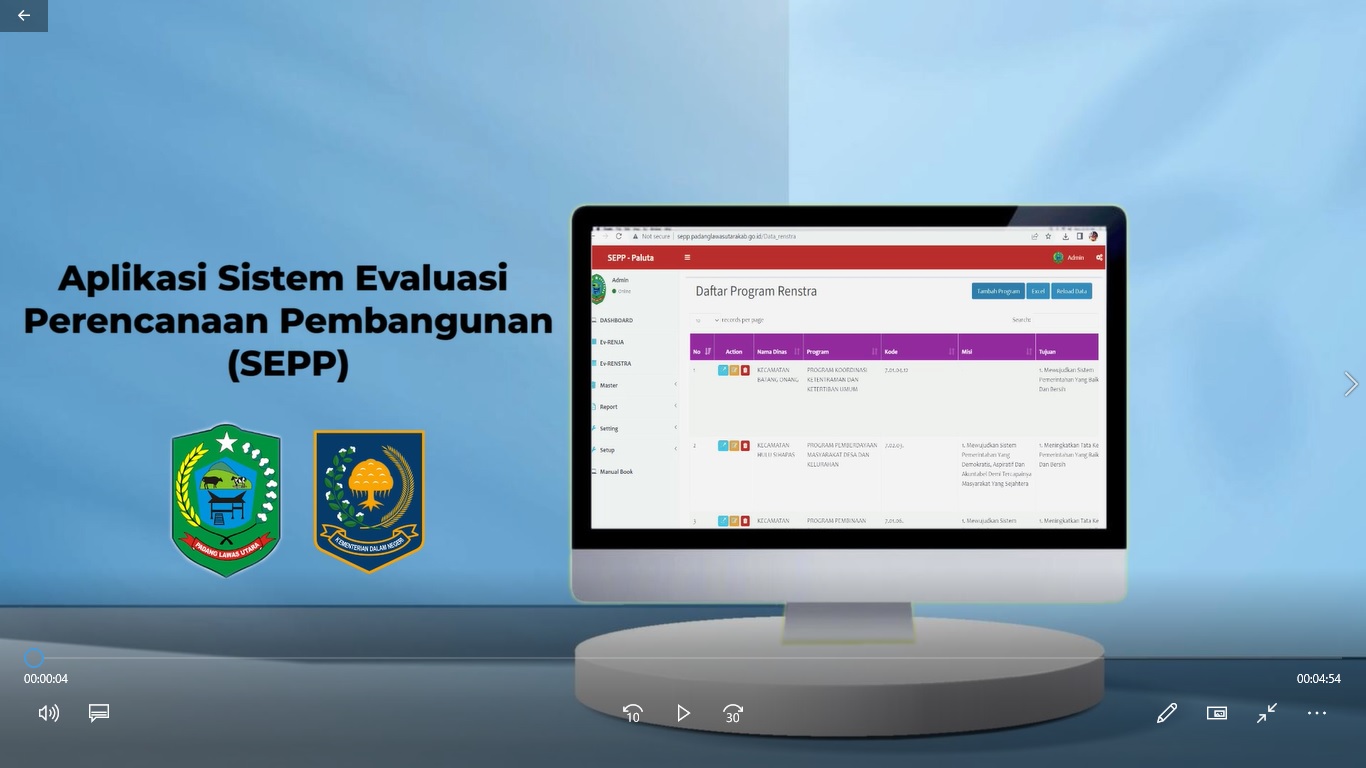 Aplikasi Sistem Evaluasi
Perencanaan Pembangunan
(SEPP)
PADANG LAWAS UTARA
KEMENTERIAN DALAM NEGERI
Not secure sepp.padanglawasutarakab.go.id/Data_renstra
SEPP - Paluta
Admin
Admin
Online
DASHBOARD
Ev-RENJA
Ev-RENSTRA
Master
Report
Setting
Setup
Manual Book
Daftar Program Renstra
Tambah Program Excel Reload Data
records per page
Search:
No Action Nama Dinas Program Kode Misi Tujuan
1 KECAMATAN BATANG ONANG PROGRAM KOORDINASI KETENTRAMAN DAN KETERTIBAN UMUM 1. Mewujudkan Sistem Pemerintahan Yang Baik Dan Bersih
2 KECAMATAN HULU SIHAPAS PROGRAM PEMBERDAYAAN MASYARAKAT DESA DAN KELURAHAN 7.01.03. 1. Mewujudkan Sistem Pemerintahan Yang Demokratis, Aspiratif Dan Akuntabel Demi Tercapainya Masyarakat Yang Sejahtera 1. Meningkatkan Tata Ke Pemerintahan Yang Baik Dan Bersih
3 KECAMATAN PROGRAM PEMBINAAN 7.01.06. 1. Mewujudkan Sistem 1. Meningkatkan Tata Ke
00:00:04
00:04:54
10
30